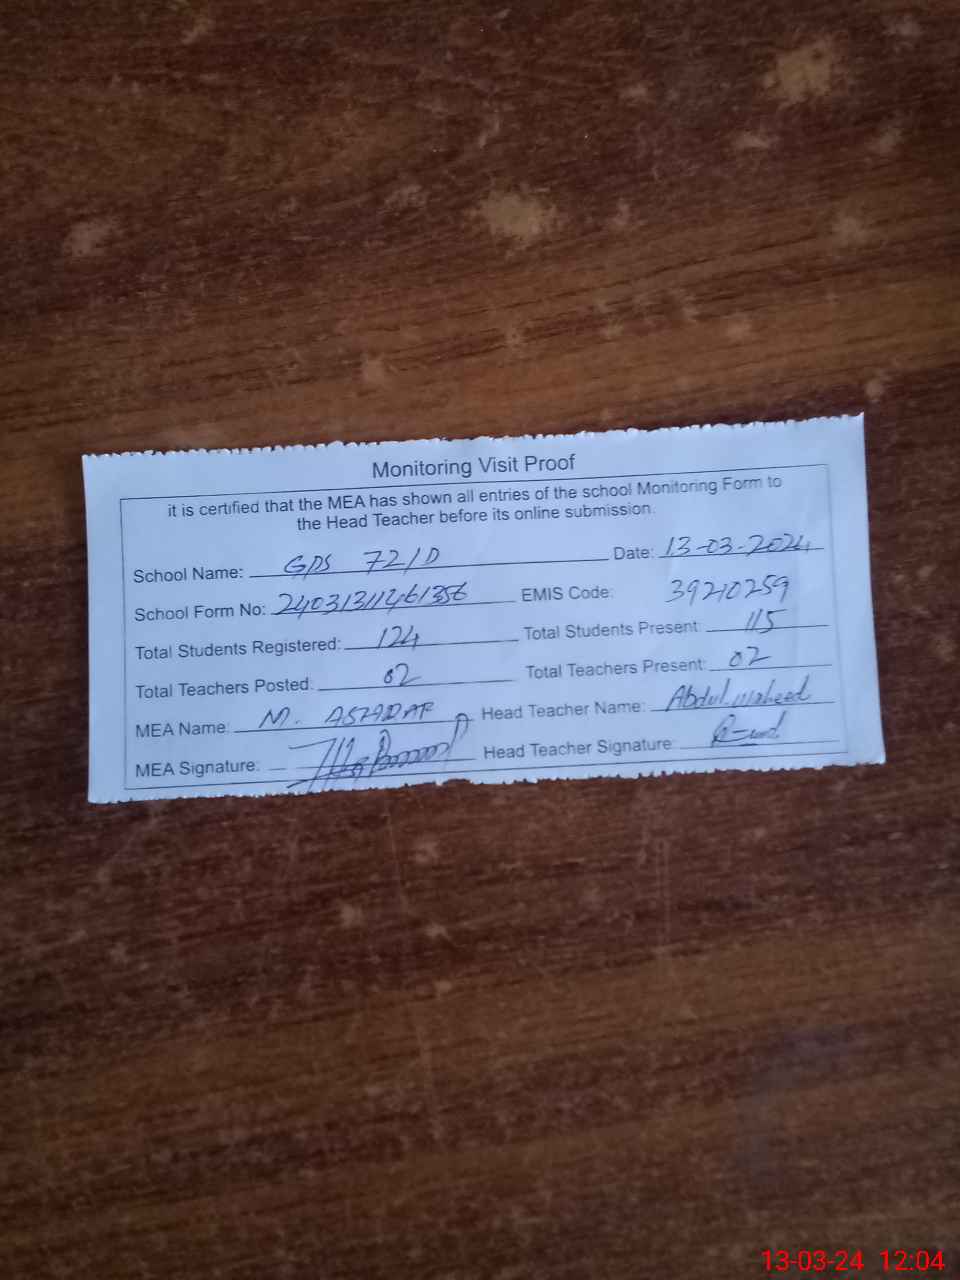 Monitoring Visit Proof
it is certified that the MEA has shown all entries of the school Monitoring Form to
the Head Teacher before its online submission.
School Name: GPS 72/D Date: 13-03-2024
School Form No: EMIS Code: 39210259
Total Students Registered: 124 Total Students Present: 115
Total Teachers Posted: 02 Total Teachers Present: 02
MEA Name: M. Head Teacher Name: Abdul Waheed
MEA Signature: Head Teacher Signature:
13-03-24 12:04